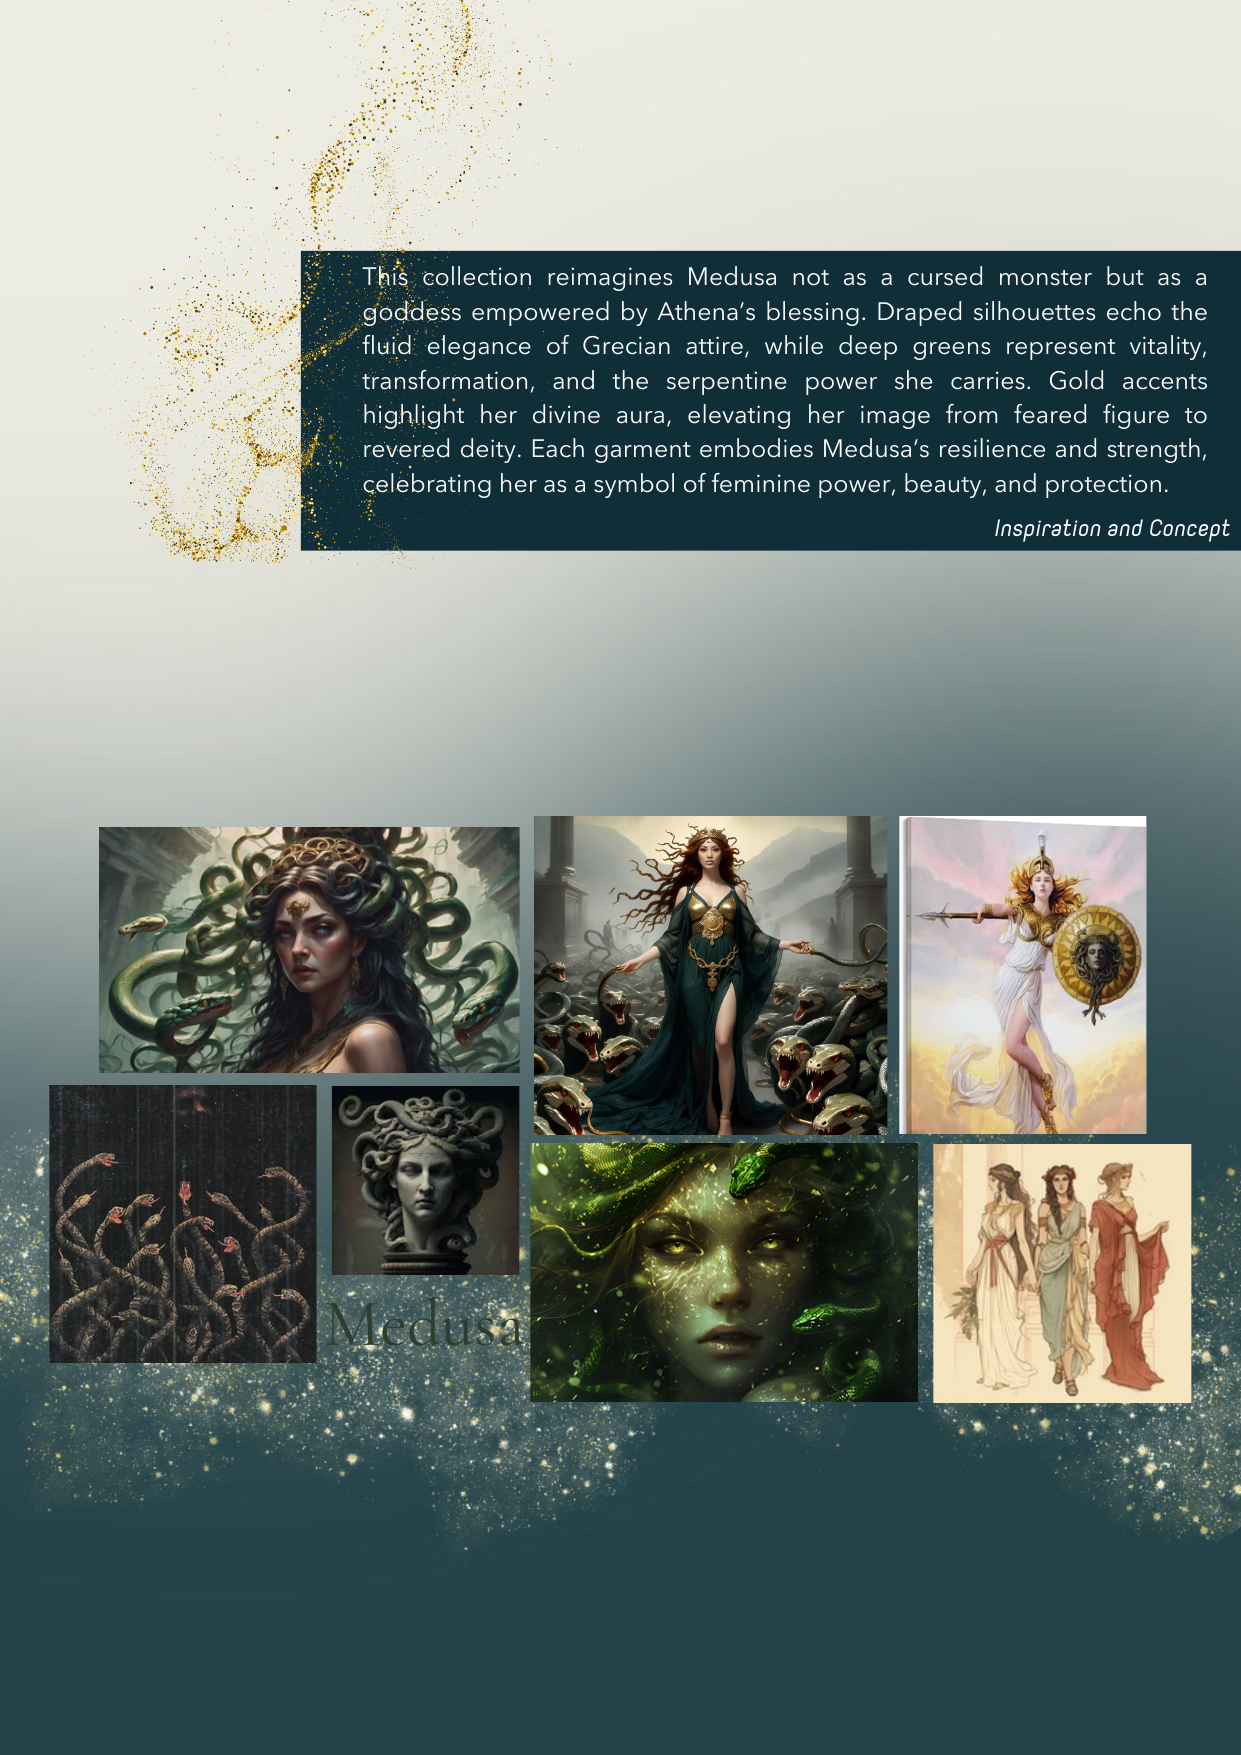 This collection reimagines Medusa not as a cursed monster but as a
goddess empowered by Athena’s blessing. Draped silhouettes echo the
fluid elegance of Grecian attire, while deep greens represent vitality,
transformation, and the serpentine power she carries. Gold accents
highlight her divine aura, elevating her image from feared figure to
revered deity. Each garment embodies Medusa’s resilience and strength,
celebrating her as a symbol of feminine power, beauty, and protection.
Inspiration and Concept
Medusa